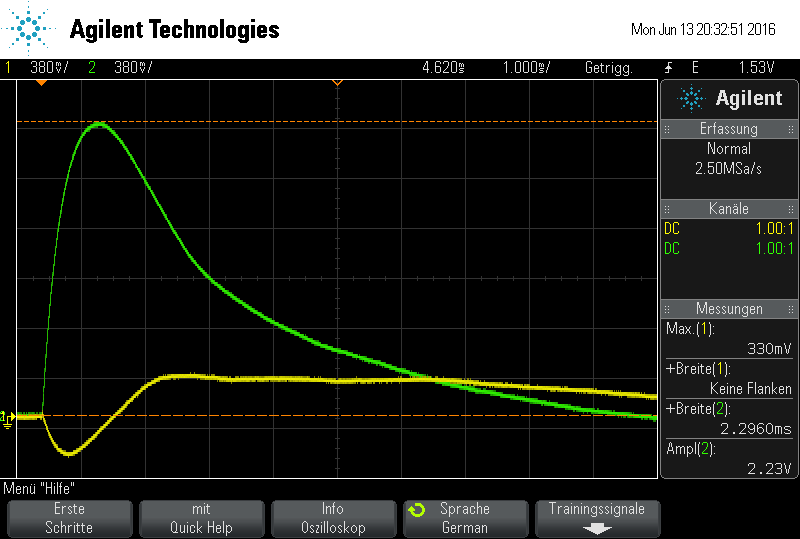 Agilent Technologies
Mon Jun 13 20:32:51 2016
1 380mV/ 2 380mV/ 4.620ms 1.000ms/ Getrigg. E 1.53V
Agilent
Erfassung
Normal
2.50MSa/s
Kanäle
DC 1.00:1
DC 1.00:1
Messungen
Max.(1):
330mV
+Breite(1):
Keine Flanken
+Breite(2):
2.2960ms
Ampl(2):
2.23V
Menü "Hilfe"
Erste
Schritte
mit
Quick Help
Info
Oszilloskop
Sprache
German
Trainingssignale